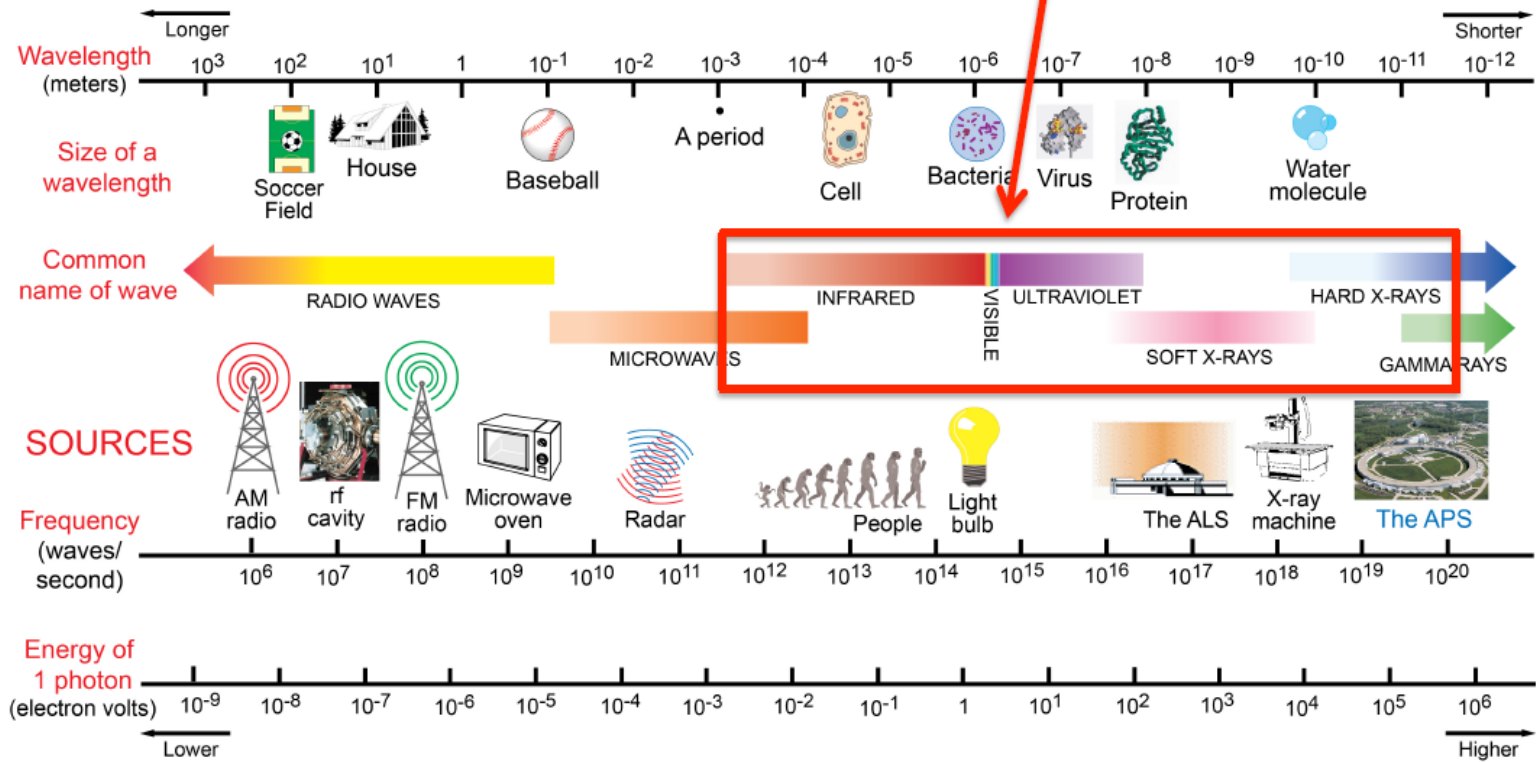 Longer
Shorter
Wavelength
(meters)
10³ 10² 10¹ 1 10⁻¹ 10⁻² 10⁻³ 10⁻⁴ 10⁻⁵ 10⁻⁶ 10⁻⁷ 10⁻⁸ 10⁻⁹ 10⁻¹⁰ 10⁻¹¹ 10⁻¹²
Size of a
wavelength
Soccer
Field
House
Baseball
A period
Cell
Bacteria
Virus
Protein
Water
molecule
Common
name of wave
RADIO WAVES
MICROWAVES
INFRARED
VISIBLE
ULTRAVIOLET
SOFT X-RAYS
HARD X-RAYS
GAMMA RAYS
SOURCES
AM
radio
rf
cavity
FM
radio
Microwave
oven
Radar
People
Light
bulb
The ALS
X-ray
machine
The APS
Frequency
(waves/
second)
10⁶ 10⁷ 10⁸ 10⁹ 10¹⁰ 10¹¹ 10¹² 10¹³ 10¹⁴ 10¹⁵ 10¹⁶ 10¹⁷ 10¹⁸ 10¹⁹ 10²⁰
Energy of
1 photon
(electron volts)
10⁻⁹ 10⁻⁸ 10⁻⁷ 10⁻⁶ 10⁻⁵ 10⁻⁴ 10⁻³ 10⁻² 10⁻¹ 1 10¹ 10² 10³ 10⁴ 10⁵ 10⁶
Lower
Higher